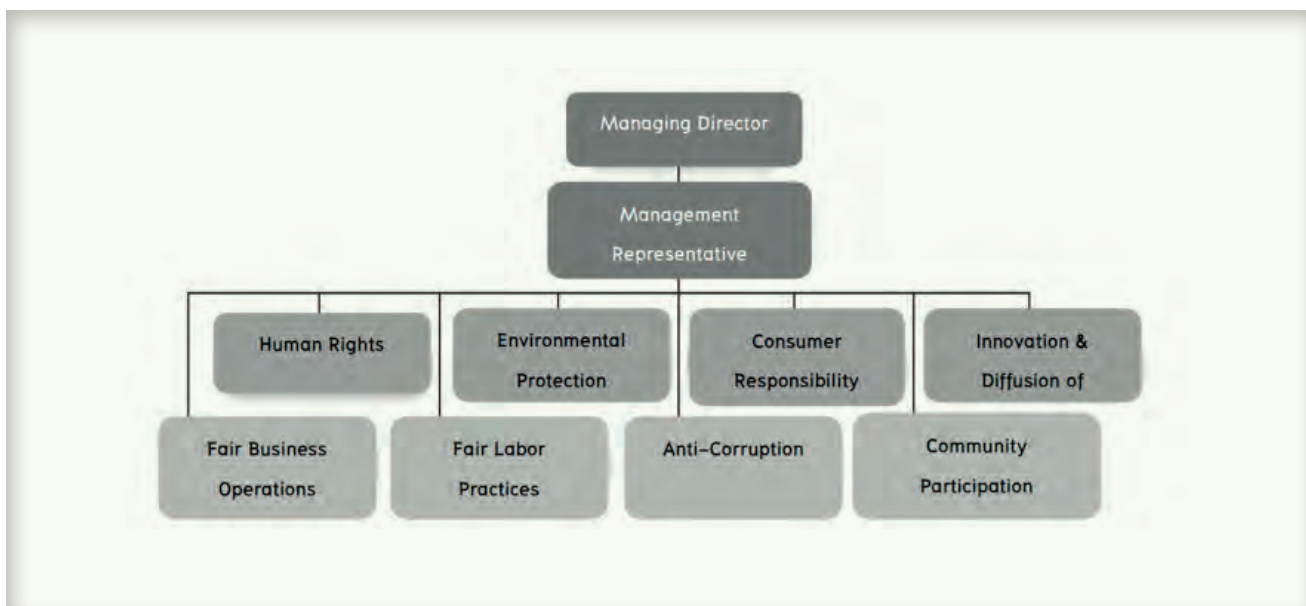 Managing Director
Management
Representative
Human Rights
Environmental
Protection
Consumer
Responsibility
Innovation &
Diffusion of
Fair Business
Operations
Fair Labor
Practices
Anti-Corruption
Community
Participation